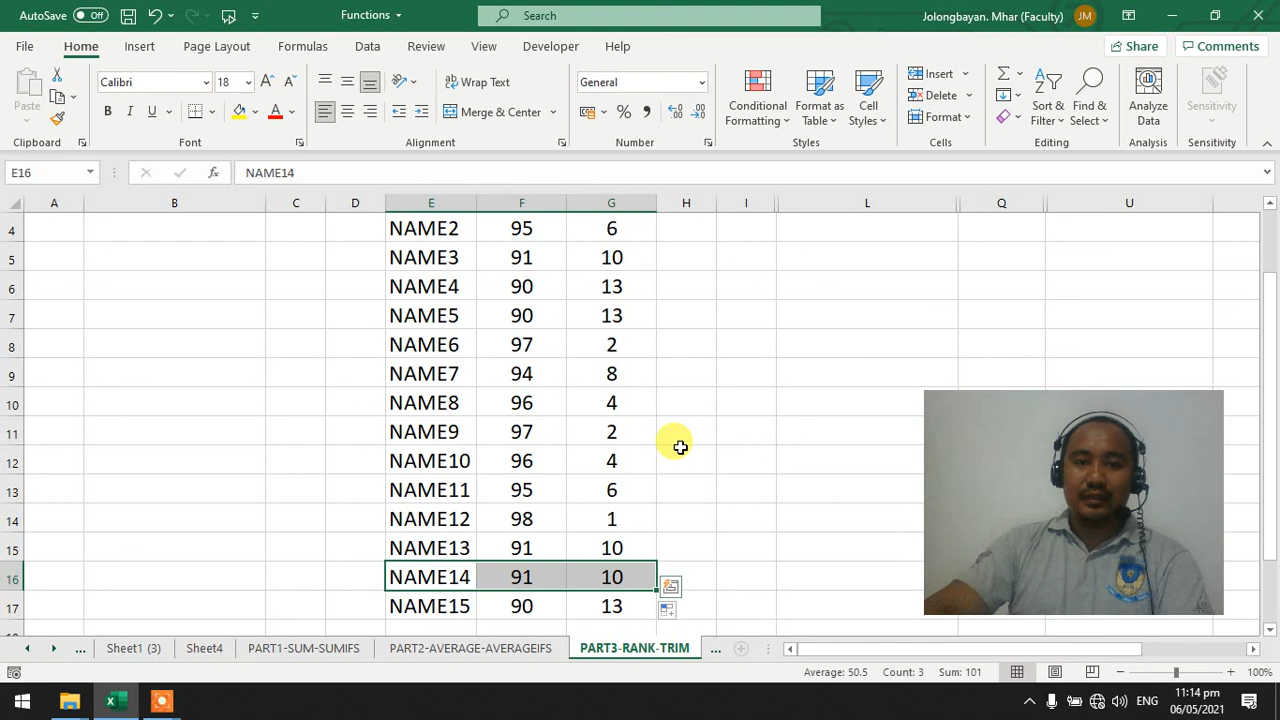 AutoSave Off Functions Search Jolongbayan. Mhar (Faculty) JM
File Home Insert Page Layout Formulas Data Review View Developer Help Share Comments
Paste Calibri 18 Wrap Text General Conditional Formatting Format as Table Cell Styles Insert Sort & Filter Find & Select Analyze Data Sensitivity
B I U Merge & Center Delete
Format
Clipboard Font Alignment Number Styles Cells Editing Analysis Sensitivity
E16 fx NAME14
A B C D E F G H I L Q U
4 NAME2 95 6
5 NAME3 91 10
6 NAME4 90 13
7 NAME5 90 13
8 NAME6 97 2
9 NAME7 94 8
10 NAME8 96 4
11 NAME9 97 2
12 NAME10 96 4
13 NAME11 95 6
14 NAME12 98 1
15 NAME13 91 10
16 NAME14 91 10
17 NAME15 90 13
... Sheet1 (3) Sheet4 PART1-SUM-SUMIFS PART2-AVERAGE-AVERAGEIFS PART3-RANK-TRIM ...
Average: 50.5 Count: 3 Sum: 101 100%
ENG 11:14 pm
06/05/2021